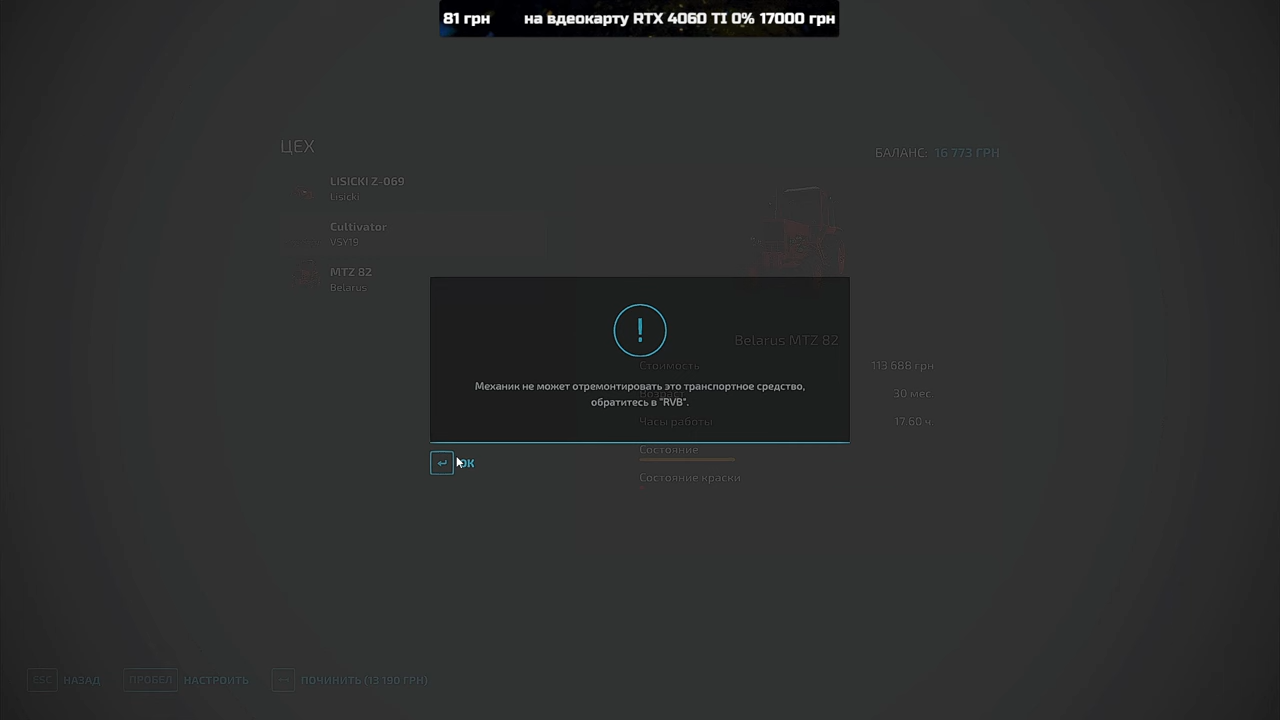 81 грн на вдеокарту RTX 4060 TI 0% 17000 грн
ЦЕХ
БАЛАНС: 16 773 ГРН
LISICKI Z-069
Lisicki
Cultivator
VSY19
MTZ 82
Belarus
Belarus MTZ 82
Стоимость 113 688 грн
Механик не может отремонтировать это транспортное средство,
Возраст 30 мес
обратитесь в "RVB".
Часы работы 17.60 ч.
Состояние
OK
Состояние краски
ESC НАЗАД ПРОБЕЛ НАСТРОИТЬ ПОЧИНИТЬ (13 190 ГРН)